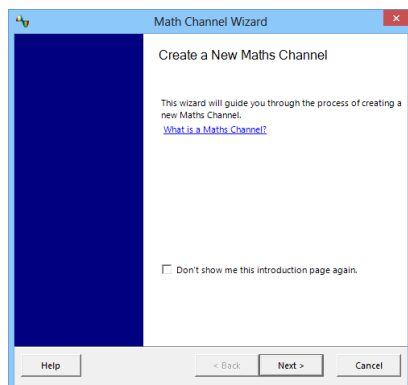 Math Channel Wizard
Create a New Maths Channel
This wizard will guide you through the process of creating a
new Maths Channel.
What is a Maths Channel?
Don't show me this introduction page again.
Help
< Back
Next >
Cancel